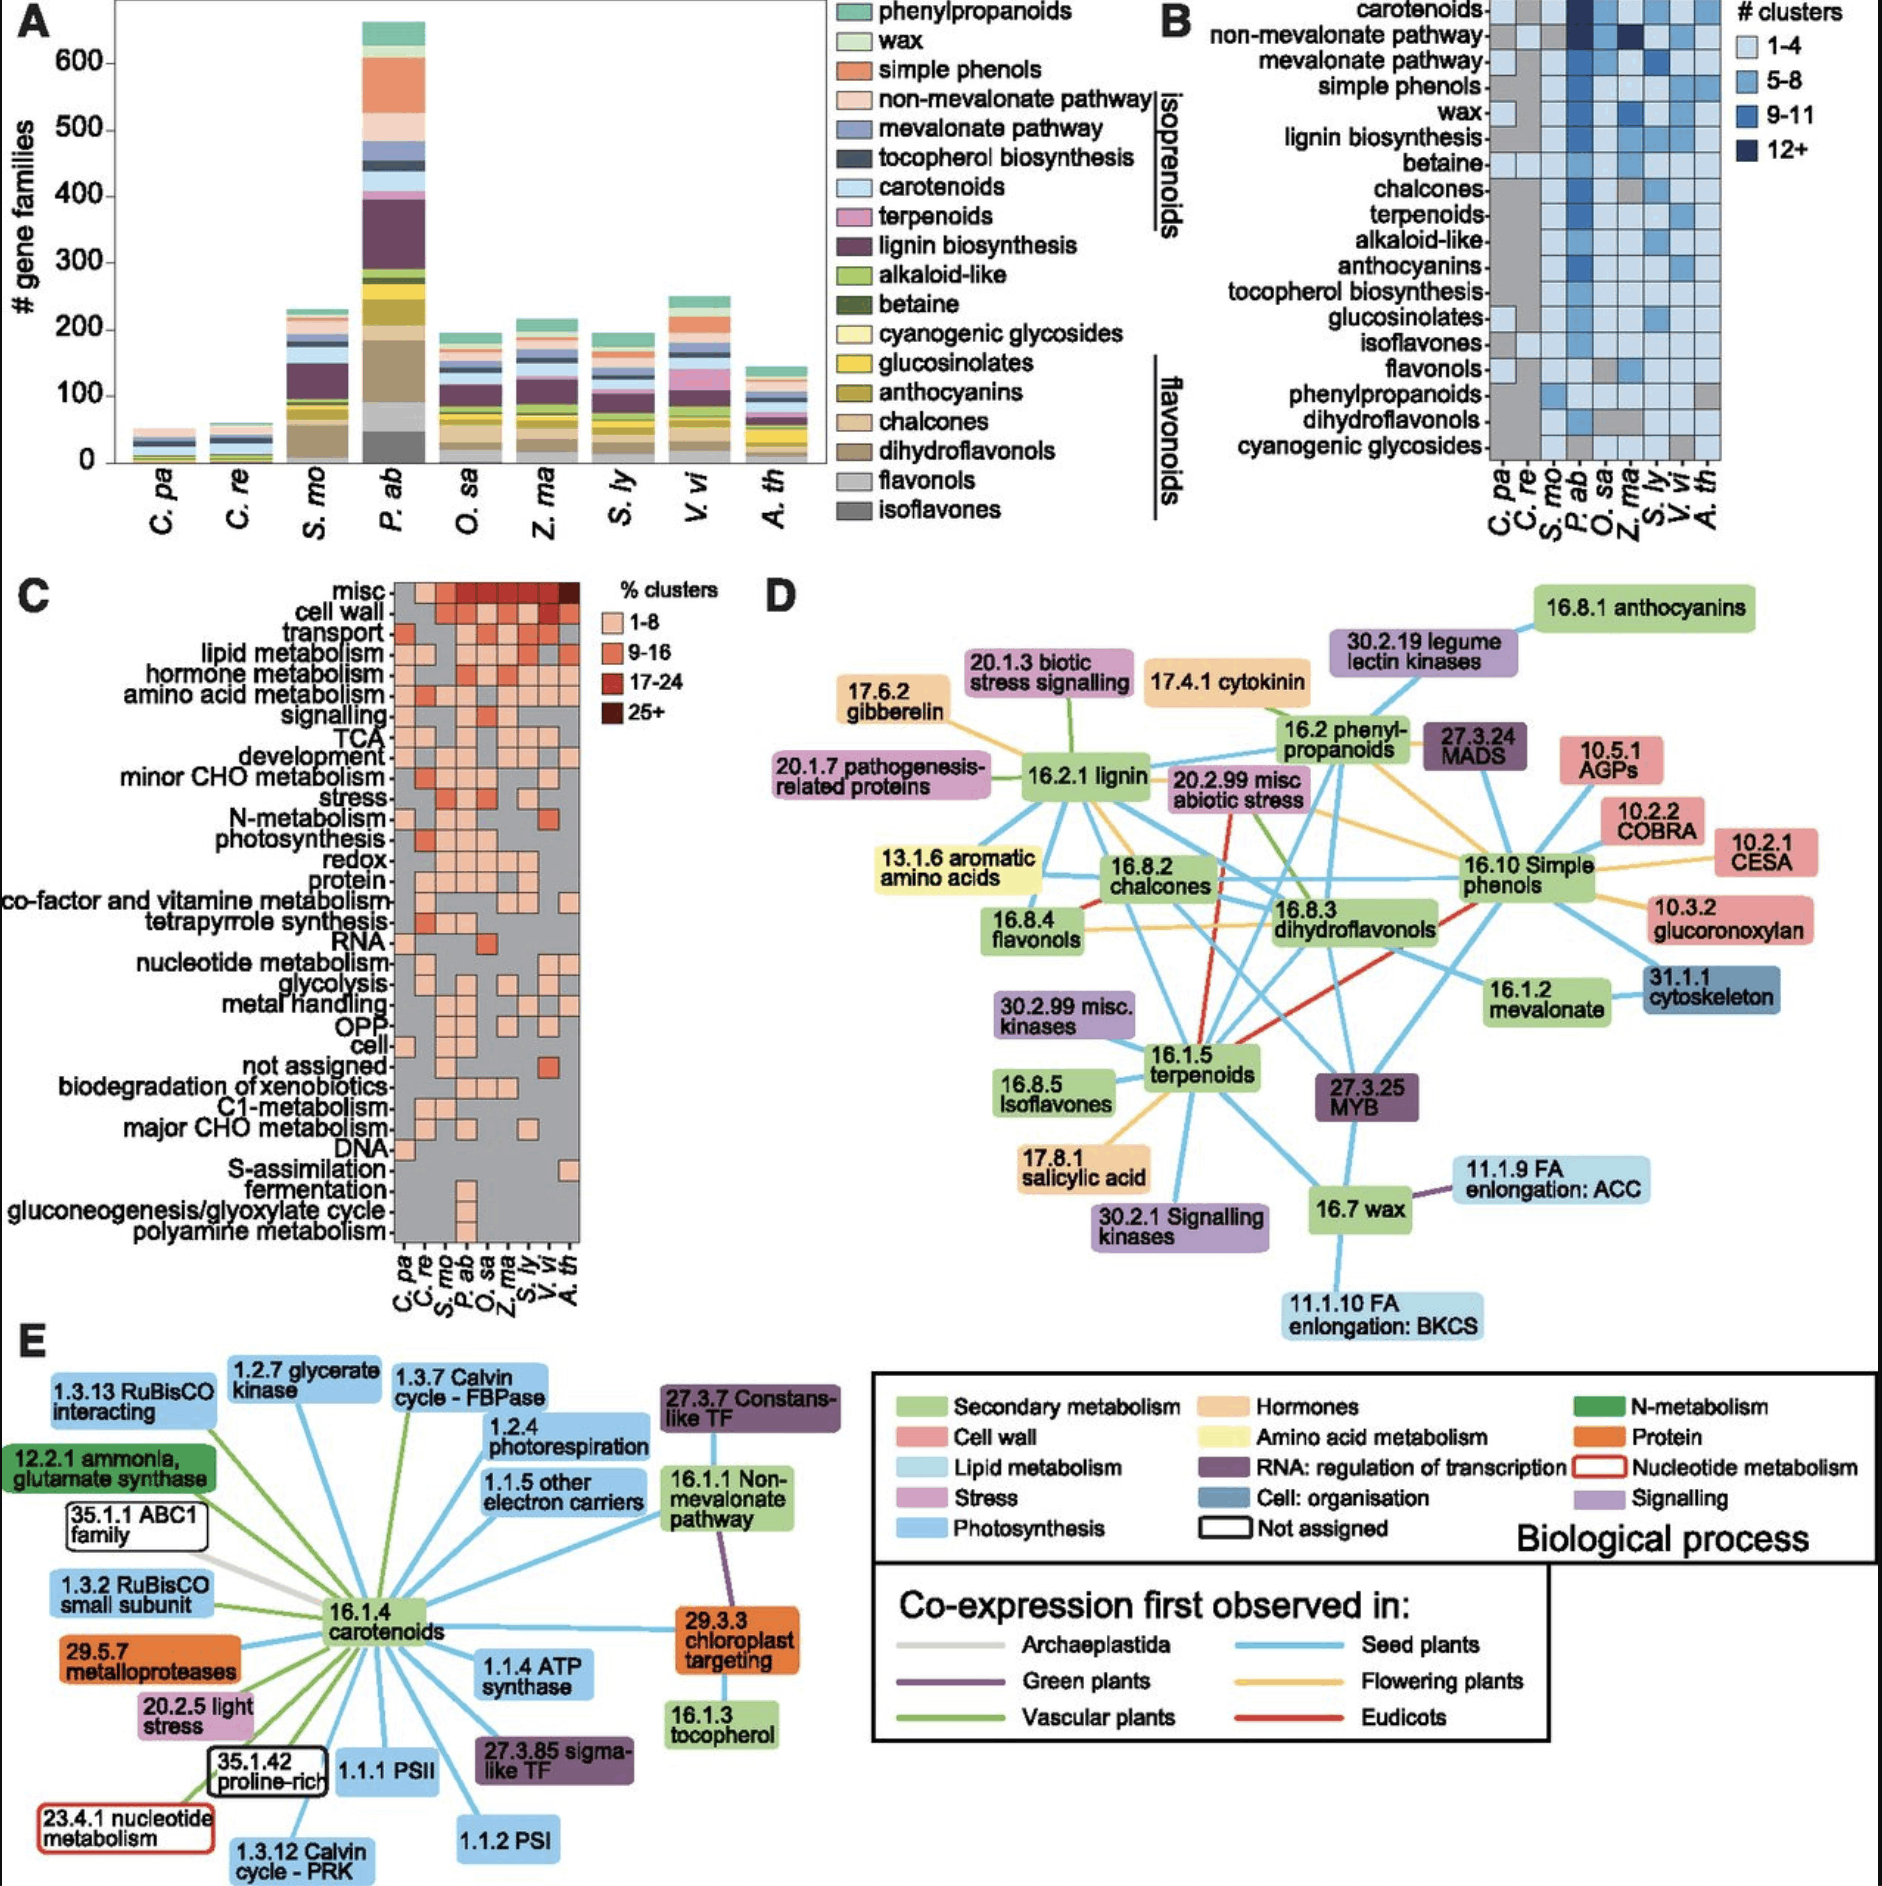 A
# gene families
600
500
400
300
200
100
0
C. pa
C. re
S. mo
P. ab
O. sa
Z. ma
S. ly
V. vi
A. th
phenylpropanoids
wax
simple phenols
non-mevalonate pathway
mevalonate pathway
tocopherol biosynthesis
carotenoids
terpenoids
lignin biosynthesis
alkaloid-like
betaine
cyanogenic glycosides
glucosinolates
anthocyanins
chalcones
dihydroflavonols
flavonols
isoflavones
isoprenoids
flavonoids
B
carotenoids
non-mevalonate pathway
mevalonate pathway
simple phenols
wax
lignin biosynthesis
betaine
chalcones
terpenoids
alkaloid-like
anthocyanins
tocopherol biosynthesis
glucosinolates
isoflavones
flavonols
phenylpropanoids
dihydroflavonols
cyanogenic glycosides
C. pa
C. re
S. mo
P. ab
O. sa
Z. ma
S. ly
V. vi
A. th
# clusters
1-4
5-8
9-11
12+
C
misc
cell wall
transport
lipid metabolism
hormone metabolism
amino acid metabolism
signalling
TCA
development
minor CHO metabolism
stress
N-metabolism
photosynthesis
redox
protein
co-factor and vitamine metabolism
tetrapyrrole synthesis
RNA
nucleotide metabolism
glycolysis
metal handling
OPP
cell
not assigned
biodegradation of xenobiotics
C1-metabolism
major CHO metabolism
DNA
S-assimilation
fermentation
gluconeogenesis/glyoxylate cycle
polyamine metabolism
C. pa
C. re
S. mo
P. ab
O. sa
Z. ma
S. ly
V. vi
A. th
% clusters
1-8
9-16
17-24
25+
D
16.8.1 anthocyanins
30.2.19 legume
lectin kinases
20.1.3 biotic
stress signalling
17.4.1 cytokinin
17.6.2
gibberelin
16.2 phenyl-
propanoids
27.3.24
MADS
10.5.1
AGPs
20.1.7 pathogenesis-
related proteins
16.2.1 lignin
20.2.99 misc
abiotic stress
10.2.2
COBRA
10.2.1
CESA
13.1.6 aromatic
amino acids
16.8.2
chalcones
16.10 Simple
phenols
16.8.4
flavonols
16.8.3
dihydroflavonols
10.3.2
glucoronoxylan
30.2.99 misc.
kinases
16.1.2
mevalonate
31.1.1
cytoskeleton
16.1.5
terpenoids
16.8.5
Isoflavones
27.3.25
MYB
17.8.1
salicylic acid
30.2.1 Signalling
kinases
16.7 wax
11.1.9 FA
enlongation: ACC
11.1.10 FA
enlongation: BKCS
E
1.3.13 RuBisCO
interacting
1.2.7 glycerate
kinase
1.3.7 Calvin
cycle - FBPase
27.3.7 Constans-
like TF
1.2.4
photorespiration
12.2.1 ammonia,
glutamate synthase
1.1.5 other
electron carriers
16.1.1 Non-
mevalonate
pathway
35.1.1 ABC1
family
1.3.2 RuBisCO
small subunit
16.1.4
carotenoids
29.3.3
chloroplast
targeting
29.5.7
metalloproteases
1.1.4 ATP
synthase
20.2.5 light
stress
16.1.3
tocopherol
35.1.42
proline-rich
1.1.1 PSII
27.3.85 sigma-
like TF
23.4.1 nucleotide
metabolism
1.3.12 Calvin
cycle - PRK
1.1.2 PSI
Secondary metabolism
Cell wall
Lipid metabolism
Stress
Photosynthesis
Hormones
Amino acid metabolism
RNA: regulation of transcription
Cell: organisation
Not assigned
N-metabolism
Protein
Nucleotide metabolism
Signalling
Biological process
Co-expression first observed in:
Archaeplastida
Green plants
Vascular plants
Seed plants
Flowering plants
Eudicots